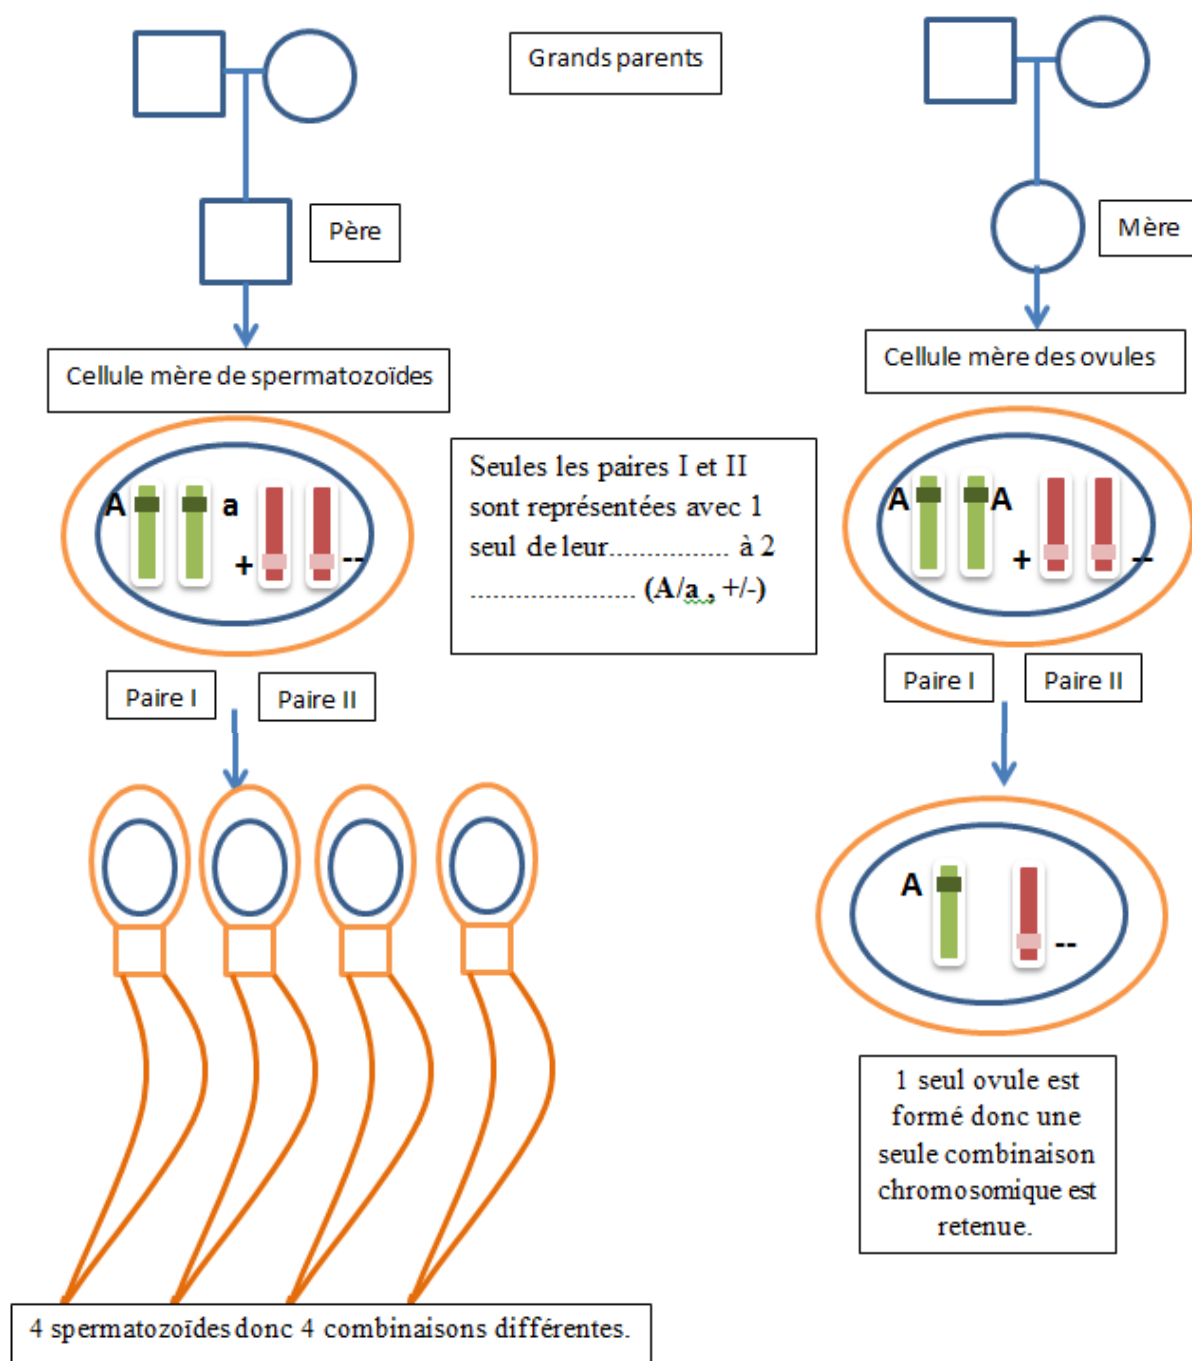 Grands parents
Père
Mère
Cellule mère de spermatozoïdes
Cellule mère des ovules
A a + --
Seules les paires I et II
sont représentées avec 1
seul de leur................ à 2
...................... (A/a , +/-)
A A + --
Paire I
Paire II
Paire I
Paire II
A --
1 seul ovule est
formé donc une
seule combinaison
chromosomique est
retenue.
4 spermatozoïdes donc 4 combinaisons différentes.